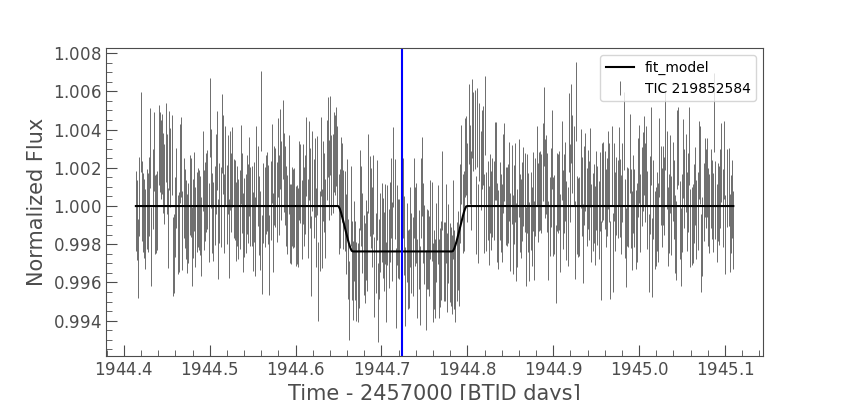 1.008
1.006
1.004
1.002
1.000
0.998
0.996
0.994
Normalized Flux
fit_model
TIC 219852584
1944.4 1944.5 1944.6 1944.7 1944.8 1944.9 1945.0 1945.1
Time - 2457000 [BTJD days]